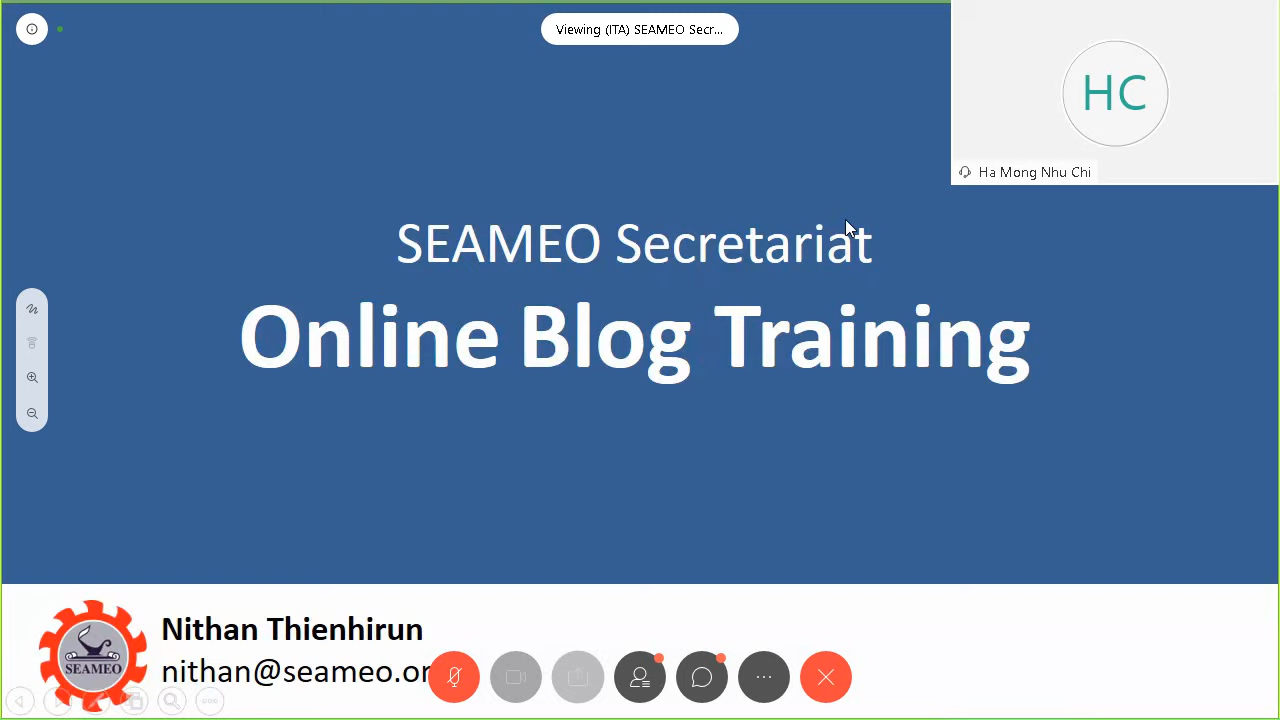 Viewing (ITA) SEAMEO Secr...
HC
Ha Mong Nhu Chi
SEAMEO Secretariat
Online Blog Training
SEAMEO
Nithan Thienhirun
nithan@seameo.or